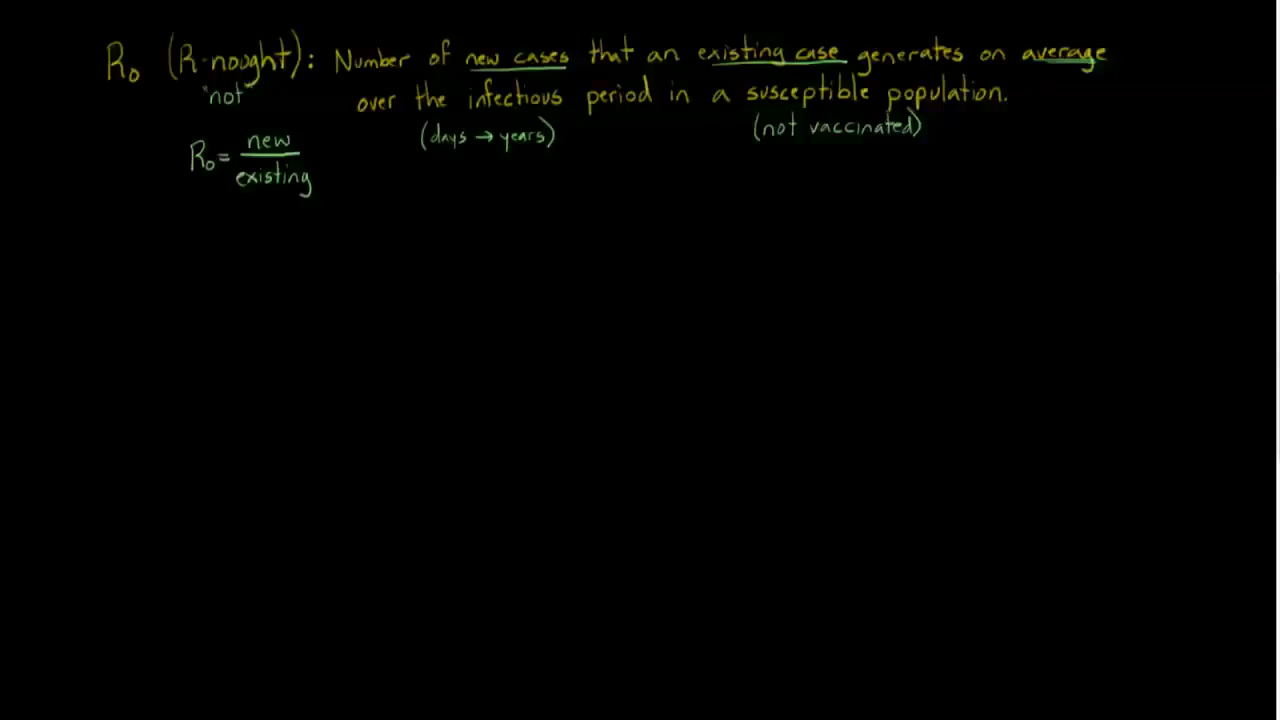 R₀ (R-nought): Number of new cases that an existing case generates on average
"not" over the infectious period in a susceptible population.
(days → years) (not vaccinated)
R₀ = new / existing